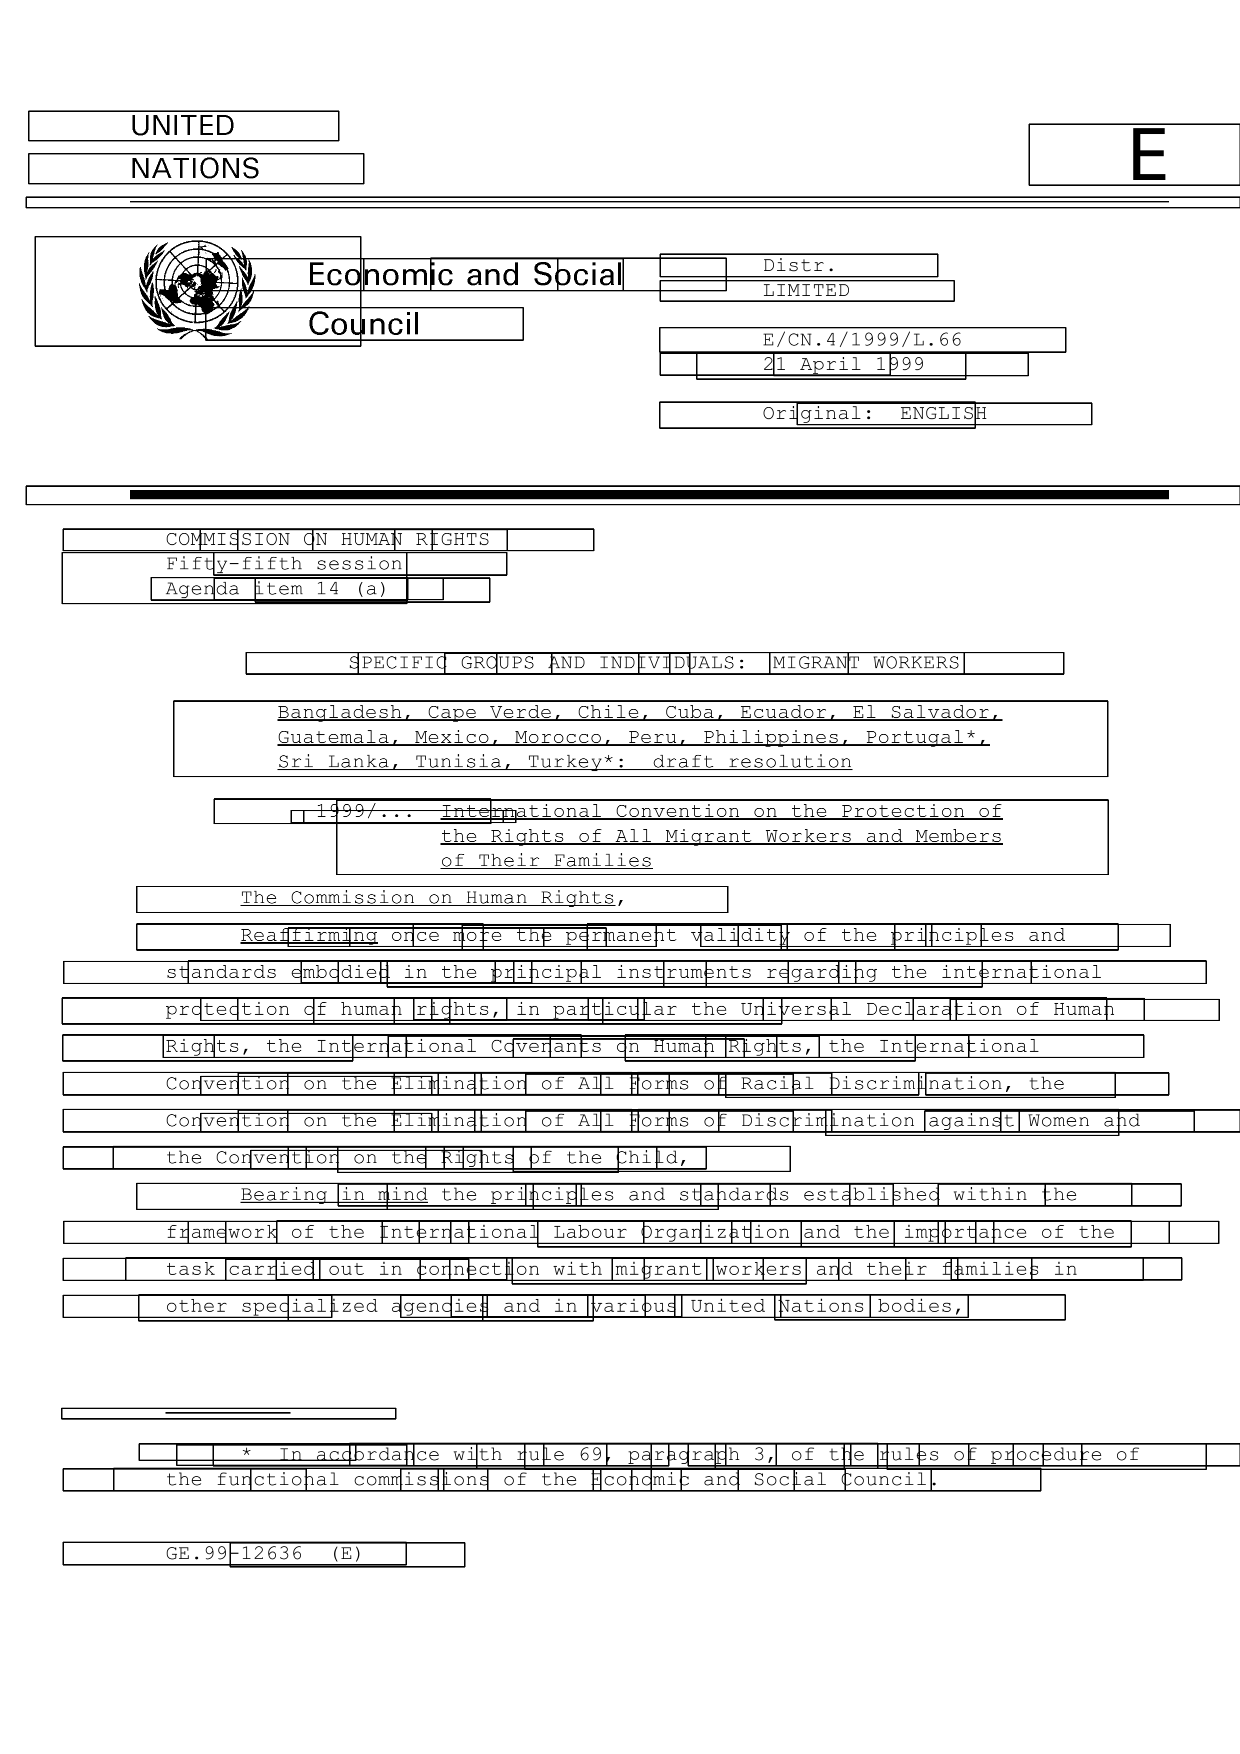 UNITED
NATIONS
E
Economic and Social
Council
Distr.
LIMITED
E/CN.4/1999/L.66
21 April 1999
Original:  ENGLISH
COMMISSION ON HUMAN RIGHTS
Fifty-fifth session
Agenda item 14 (a)
SPECIFIC GROUPS AND INDIVIDUALS:  MIGRANT WORKERS
Bangladesh, Cape Verde, Chile, Cuba, Ecuador, El Salvador,
Guatemala, Mexico, Morocco, Peru, Philippines, Portugal*,
Sri Lanka, Tunisia, Turkey*:  draft resolution
1999/...  International Convention on the Protection of
the Rights of All Migrant Workers and Members
of Their Families
The Commission on Human Rights,
Reaffirming once more the permanent validity of the principles and
standards embodied in the principal instruments regarding the international
protection of human rights, in particular the Universal Declaration of Human
Rights, the International Covenants on Human Rights, the International
Convention on the Elimination of All Forms of Racial Discrimination, the
Convention on the Elimination of All Forms of Discrimination against Women and
the Convention on the Rights of the Child,
Bearing in mind the principles and standards established within the
framework of the International Labour Organization and the importance of the
task carried out in connection with migrant workers and their families in
other specialized agencies and in various United Nations bodies,
*  In accordance with rule 69, paragraph 3, of the rules of procedure of
the functional commissions of the Economic and Social Council.
GE.99-12636  (E)